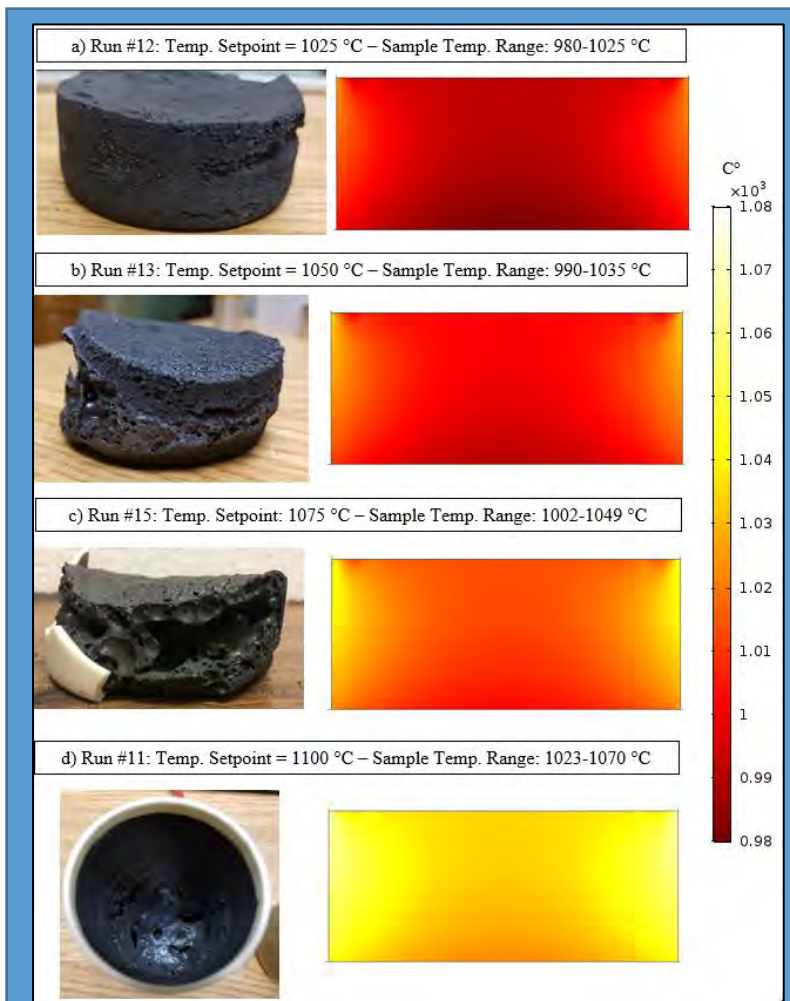 a) Run #12: Temp. Setpoint = 1025 °C – Sample Temp. Range: 980-1025 °C
C°
×10³
1.08
1.07
1.06
1.05
1.04
1.03
1.02
1.01
1
0.99
0.98
b) Run #13: Temp. Setpoint = 1050 °C – Sample Temp. Range: 990-1035 °C
c) Run #15: Temp. Setpoint: 1075 °C – Sample Temp. Range: 1002-1049 °C
d) Run #11: Temp. Setpoint = 1100 °C – Sample Temp. Range: 1023-1070 °C